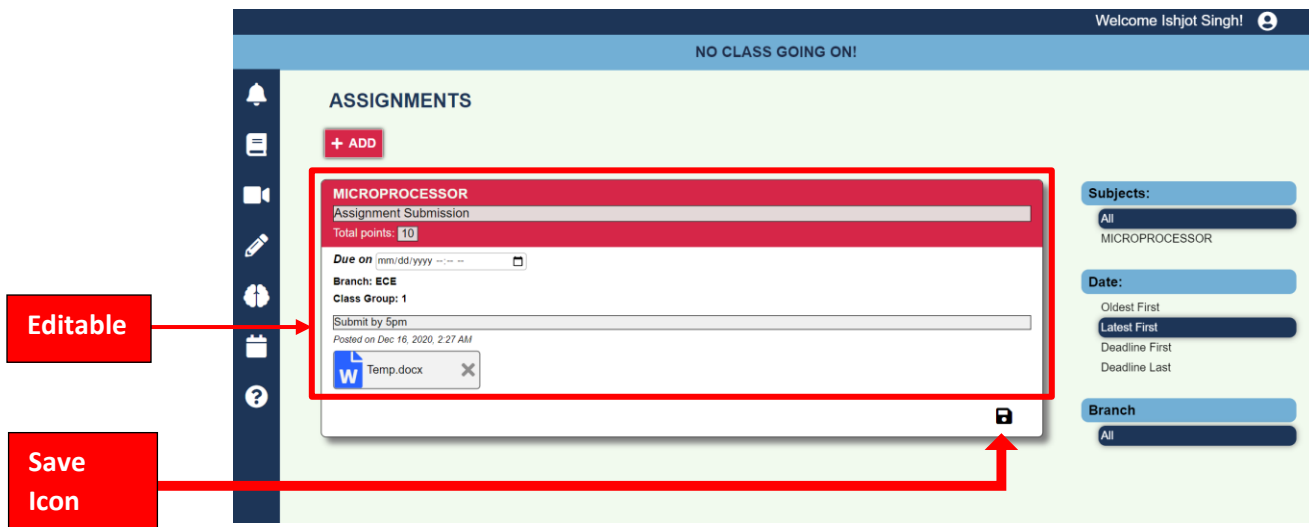 Welcome Ishjot Singh!
NO CLASS GOING ON!
ASSIGNMENTS
+ ADD
MICROPROCESSOR
Assignment Submission
Total points: 10
Due on mm/dd/yyyy --:-- --
Branch: ECE
Class Group: 1
Submit by 5pm
Posted on Dec 16, 2020, 2:27 AM
W Temp.docx
Subjects:
All
MICROPROCESSOR
Date:
Oldest First
Latest First
Deadline First
Deadline Last
Branch
All
Editable
Save
Icon